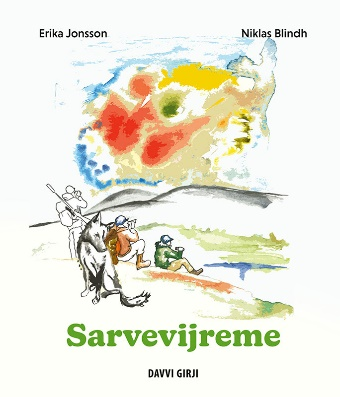 Erika Jonsson
Niklas Blindh
Sarvevijreme
DAVVI GIRJI